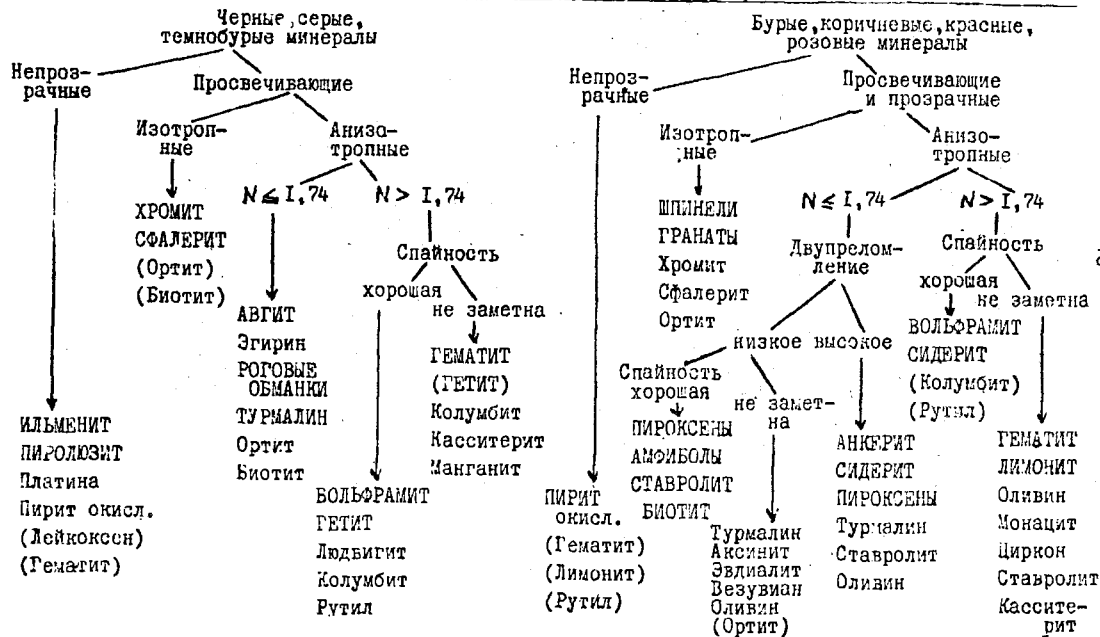 Черные,серые,
темнобурые минералы
Непроз-
рачные
Просвечивающие
Изотроп-
ные
Анизо-
тропные
N ≤ I,74
N > I,74
ХРОМИТ
СФАЛЕРИТ
(Ортит)
(Биотит)
Спайность
хорошая
не заметна
АВГИТ
Эгирин
РОГОВЫЕ
ОБМАНКИ
ТУРМАЛИН
Ортит
Биотит
ГЕМАТИТ
(ГЕТИТ)
Колумбит
Касситерит
Манганит
ИЛЬМЕНИТ
ПИРОЛЮЗИТ
Платина
Пирит окисл.
(Лейкоксен)
(Гематит)
ВОЛЬФРАМИТ
ГЕТИТ
Людвигит
Колумбит
Рутил
Бурые,коричневые,красные,
розовые минералы
Непроз-
рачные
Просвечивающие
и прозрачные
Изотроп-
ные
Анизо-
тропные
N ≤ I,74
N > I,74
ШПИНЕЛИ
ГРАНАТЫ
Хромит
Сфалерит
Ортит
Двупрелом-
ление
Спайность
хорошая
не заметна
низкое высокое
ВОЛЬФРАМИТ
СИДЕРИТ
(Колумбит)
(Рутил)
Спайность
хорошая
не замет-
на
ПИРОКСЕНЫ
АМФИБОЛЫ
СТАВРОЛИТ
БИОТИТ
АНКЕРИТ
СИДЕРИТ
ПИРОКСЕНЫ
Турмалин
Ставролит
Оливин
ГЕМАТИТ
ЛИМОНИТ
Оливин
Монацит
Циркон
Ставролит
Кассите-
рит
ПИРИТ
окисл.
(Гематит)
(Лимонит)
(Рутил)
Турмалин
Аксинит
Эвдиалит
Везувиан
Оливин
(Ортит)